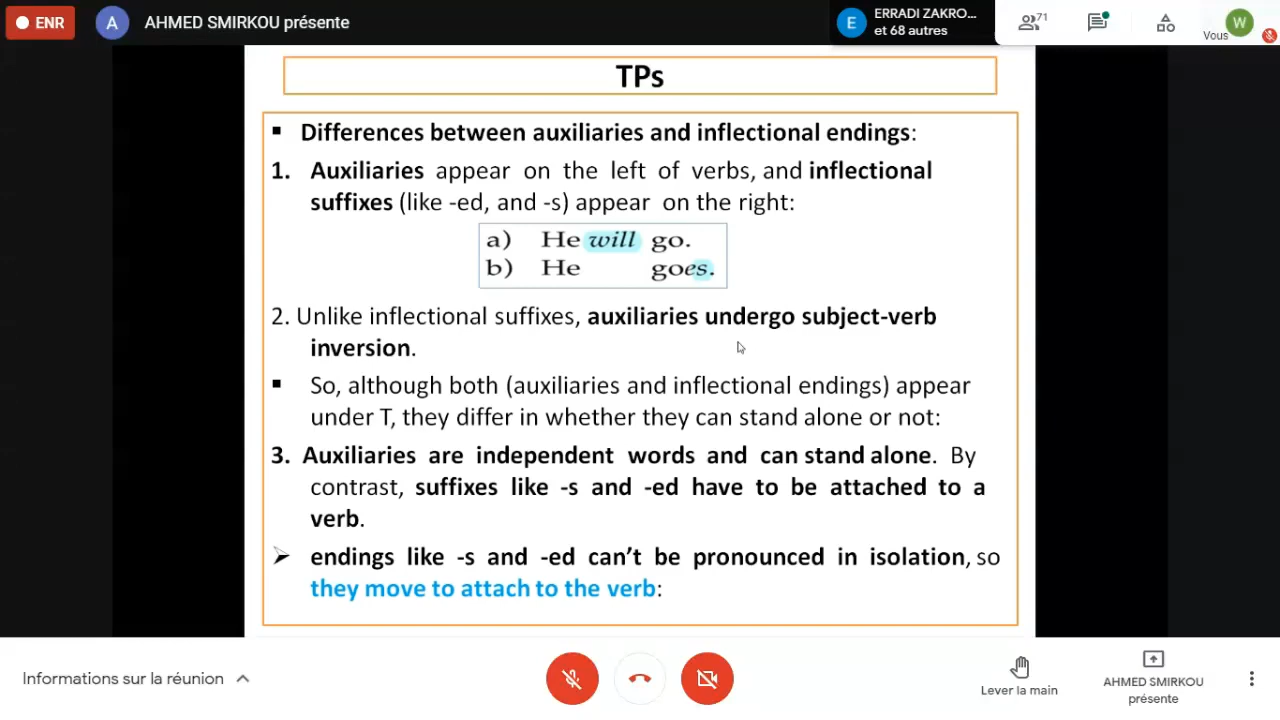 ENR
A
AHMED SMIRKOU présente
E
ERRADI ZAKRO...
et 68 autres
71
Vous
W
TPs
▪ Differences between auxiliaries and inflectional endings:
1. Auxiliaries appear on the left of verbs, and inflectional
suffixes (like -ed, and -s) appear on the right:
a) He will go.
b) He goes.
2. Unlike inflectional suffixes, auxiliaries undergo subject-verb
inversion.
▪ So, although both (auxiliaries and inflectional endings) appear
under T, they differ in whether they can stand alone or not:
3. Auxiliaries are independent words and can stand alone. By
contrast, suffixes like -s and -ed have to be attached to a
verb.
➢ endings like -s and -ed can’t be pronounced in isolation, so
they move to attach to the verb:
Informations sur la réunion
Lever la main
AHMED SMIRKOU
présente